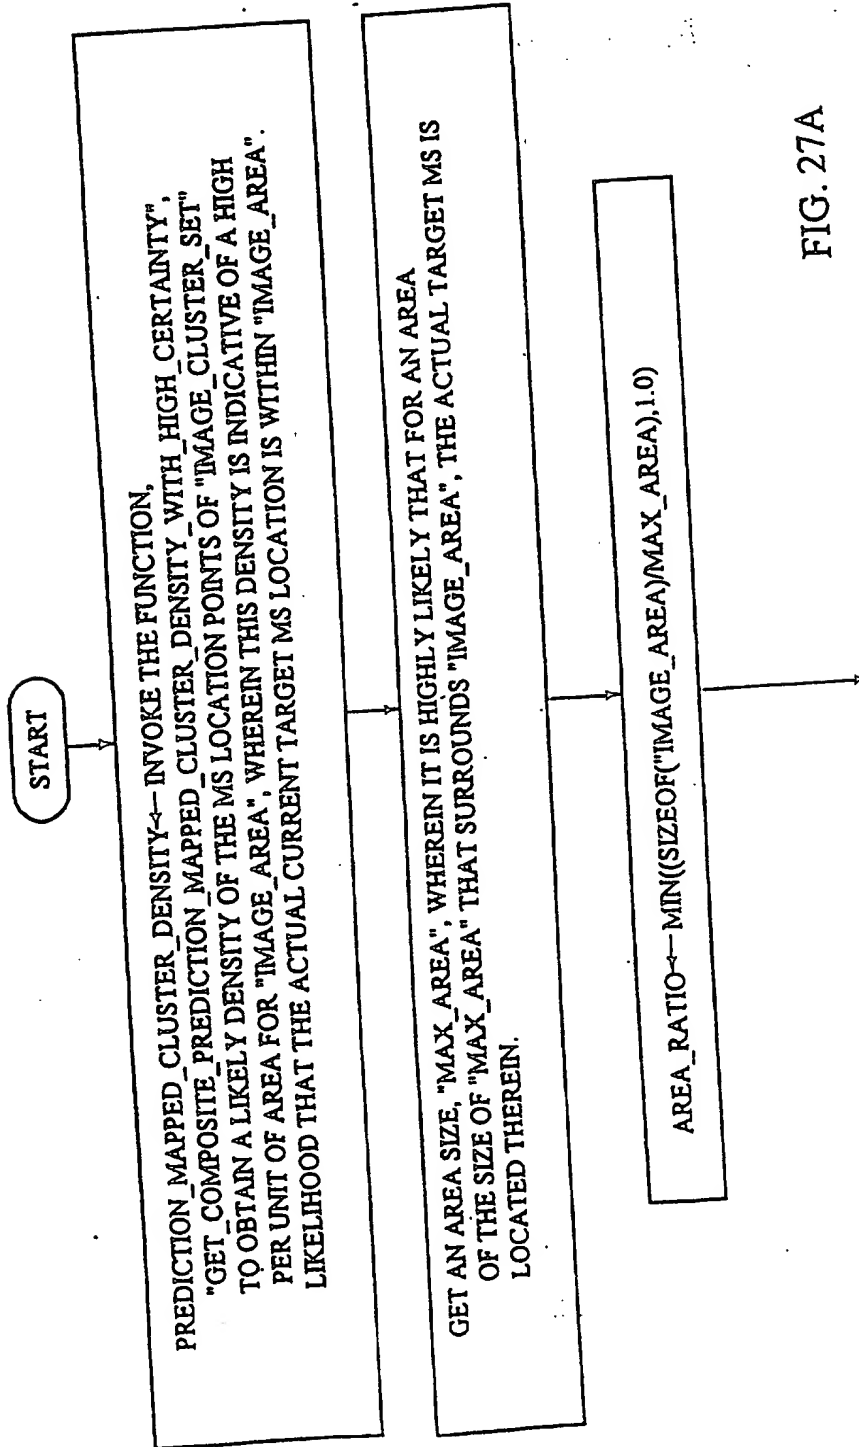 START
PREDICTION_MAPPED_CLUSTER_DENSITY← INVOKE THE FUNCTION,
"GET_COMPOSITE_PREDICTION_MAPPED_CLUSTER_DENSITY_WITH_HIGH_CERTAINTY",
TO OBTAIN A LIKELY DENSITY OF THE MS LOCATION POINTS OF "IMAGE_CLUSTER_SET"
PER UNIT OF AREA FOR "IMAGE_AREA", WHEREIN THIS DENSITY IS INDICATIVE OF A HIGH
LIKELIHOOD THAT THE ACTUAL CURRENT TARGET MS LOCATION IS WITHIN "IMAGE_AREA".
GET AN AREA SIZE, "MAX_AREA", WHEREIN IT IS HIGHLY LIKELY THAT FOR AN AREA
OF THE SIZE OF "MAX_AREA" THAT SURROUNDS "IMAGE_AREA", THE ACTUAL TARGET MS IS
LOCATED THEREIN.
AREA_RATIO←MIN((SIZEOF("IMAGE_AREA)/MAX_AREA),1.0)
FIG. 27A